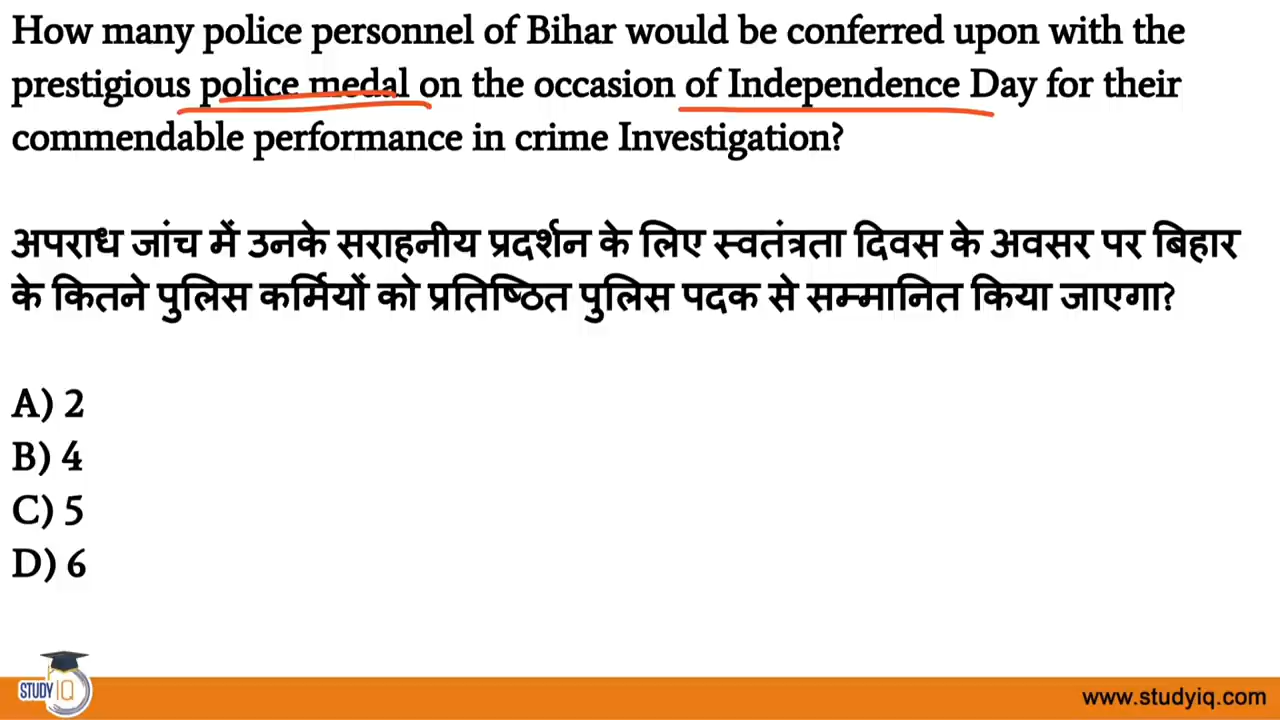 How many police personnel of Bihar would be conferred upon with the
prestigious police medal on the occasion of Independence Day for their
commendable performance in crime Investigation?
अपराध जांच में उनके सराहनीय प्रदर्शन के लिए स्वतंत्रता दिवस के अवसर पर बिहार
के कितने पुलिस कर्मियों को प्रतिष्ठित पुलिस पदक से सम्मानित किया जाएगा?
A) 2
B) 4
C) 5
D) 6
STUDY IQ
www.studyiq.com